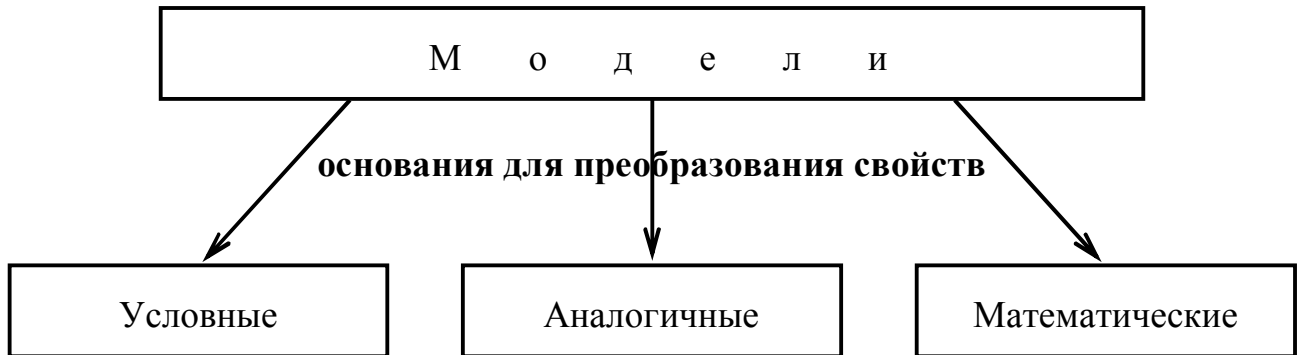 М о д е л и
основания для преобразования свойств
Условные Аналогичные Математические